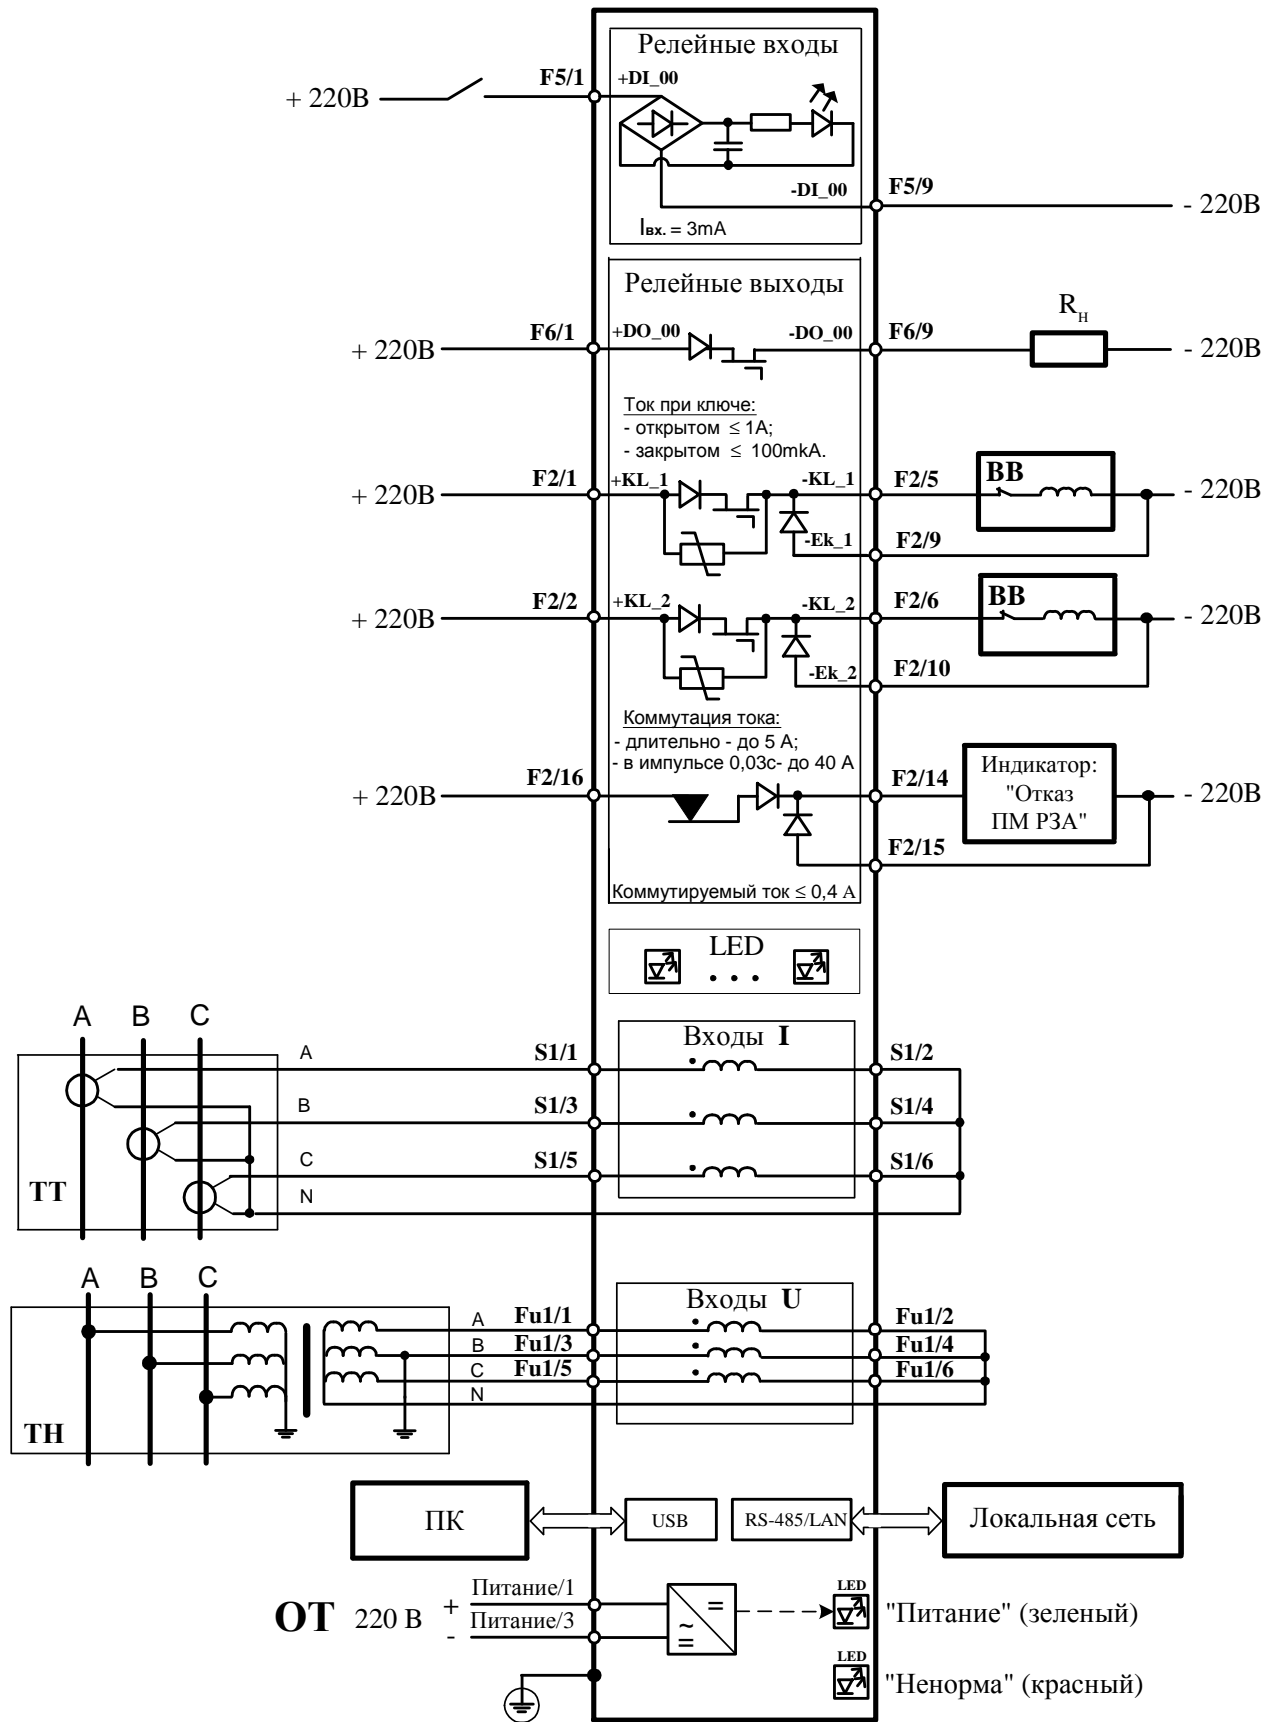 Релейные входы
+ 220В
F5/1
+DI_00
-DI_00
F5/9
- 220В
Iвх. = 3mA
Релейные выходы
+ 220В
F6/1
+DO_00
-DO_00
F6/9
Rн
- 220В
Ток при ключе:
- открытом ≤ 1А;
- закрытом ≤ 100mkA.
+ 220В
F2/1
+KL_1
-KL_1
F2/5
ВВ
- 220В
-Ek_1
F2/9
+ 220В
F2/2
+KL_2
-KL_2
F2/6
ВВ
- 220В
-Ek_2
F2/10
Коммутация тока:
- длительно - до 5 А;
- в импульсе 0,03с- до 40 А
+ 220В
F2/16
F2/14
Индикатор:
"Отказ
ПМ РЗА"
- 220В
F2/15
Коммутируемый ток ≤ 0,4 А
LED
. . .
A B C
Входы I
A
S1/1
S1/2
B
S1/3
S1/4
C
S1/5
S1/6
N
ТТ
A B C
Входы U
A
Fu1/1
Fu1/2
B
Fu1/3
Fu1/4
C
Fu1/5
Fu1/6
N
ТН
ПК
USB
RS-485/LAN
Локальная сеть
ОТ 220 В
+
Питание/1
-
Питание/3
=
~
=
LED
"Питание" (зеленый)
LED
"Ненорма" (красный)